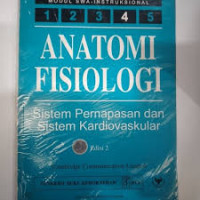 MODUL SWA-INSTRUKSIONAL
1 2 3 4 5
ANATOMI
FISIOLOGI
Sistem Pernapasan dan
Sistem Kardiovaskular
Edisi 2